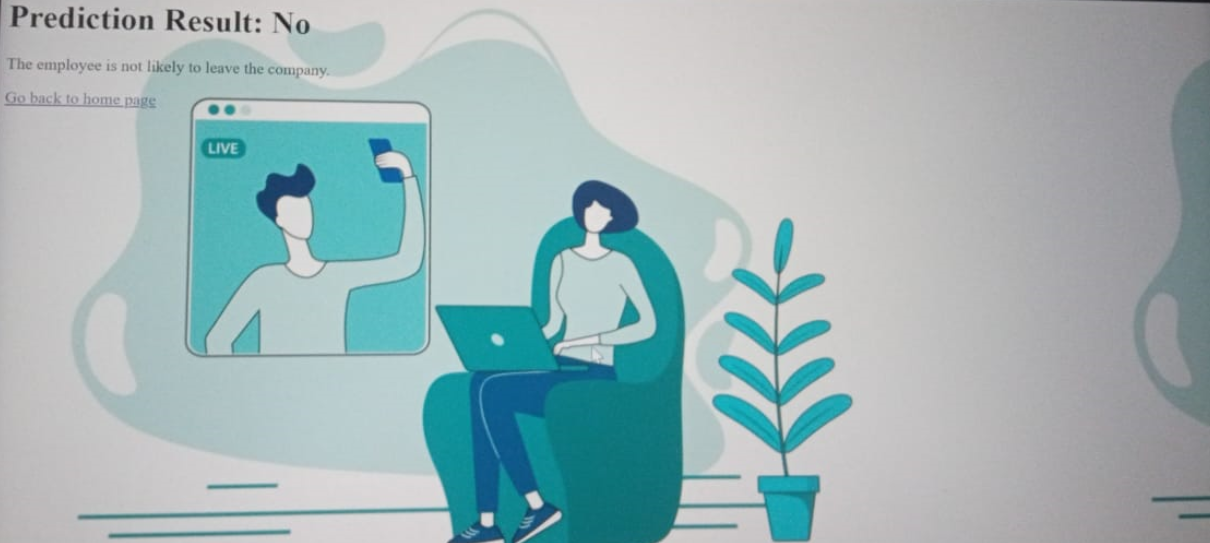 Prediction Result: No
The employee is not likely to leave the company.
Go back to home page
LIVE